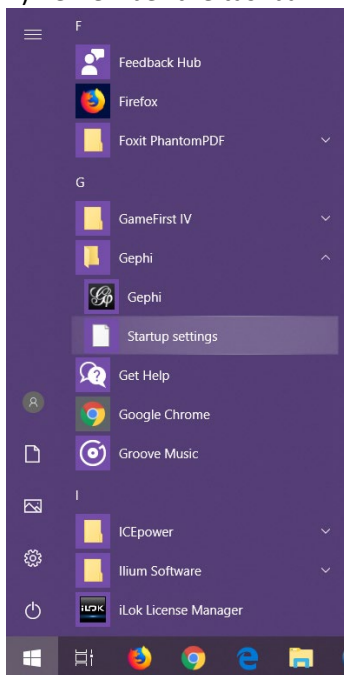 F
Feedback Hub
Firefox
Foxit PhantomPDF
G
GameFirst IV
Gephi
Gephi
Startup settings
Get Help
Google Chrome
Groove Music
I
ICEpower
Ilium Software
iLok License Manager